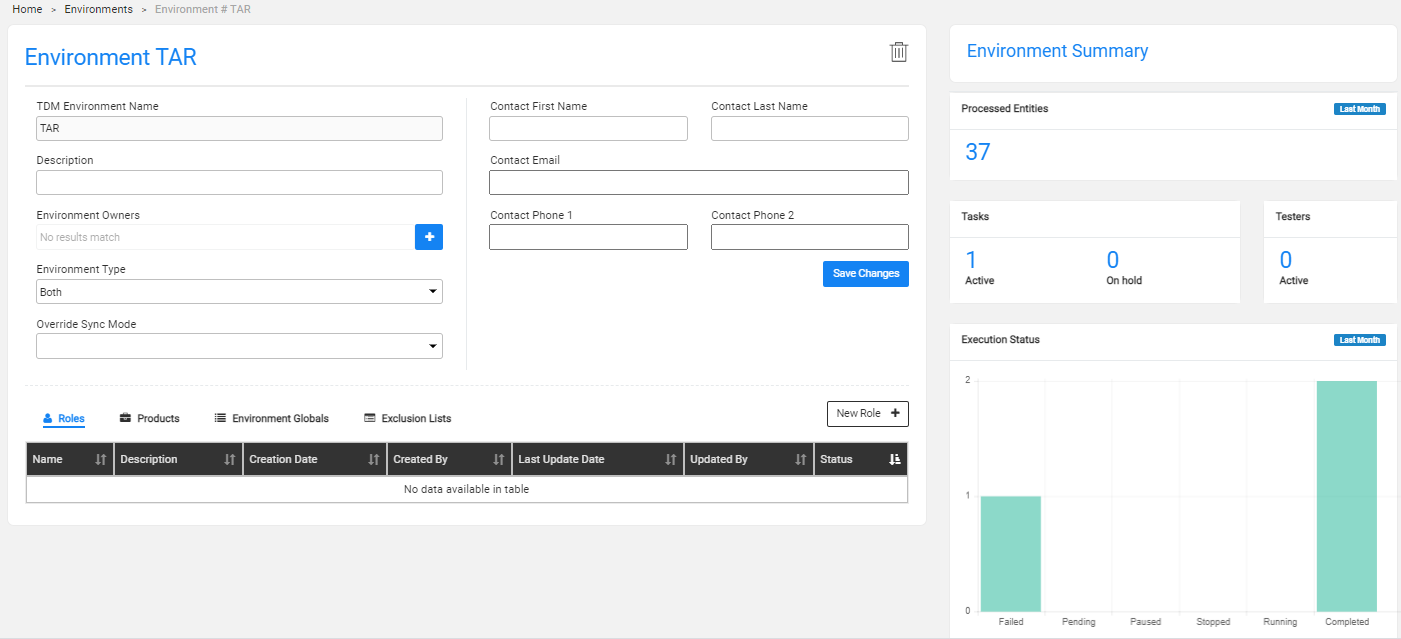 Home > Environments > Environment # TAR
Environment TAR
TDM Environment Name
TAR
Description
Environment Owners
No results match
+
Environment Type
Both
Override Sync Mode
Contact First Name
Contact Last Name
Contact Email
Contact Phone 1
Contact Phone 2
Save Changes
Roles
Products
Environment Globals
Exclusion Lists
New Role +
Name Description Creation Date Created By Last Update Date Updated By Status
No data available in table
Environment Summary
Processed Entities
Last Month
37
Tasks
1
Active
0
On hold
Testers
0
Active
Execution Status
Last Month
2
1
0
Failed Pending Paused Stopped Running Completed